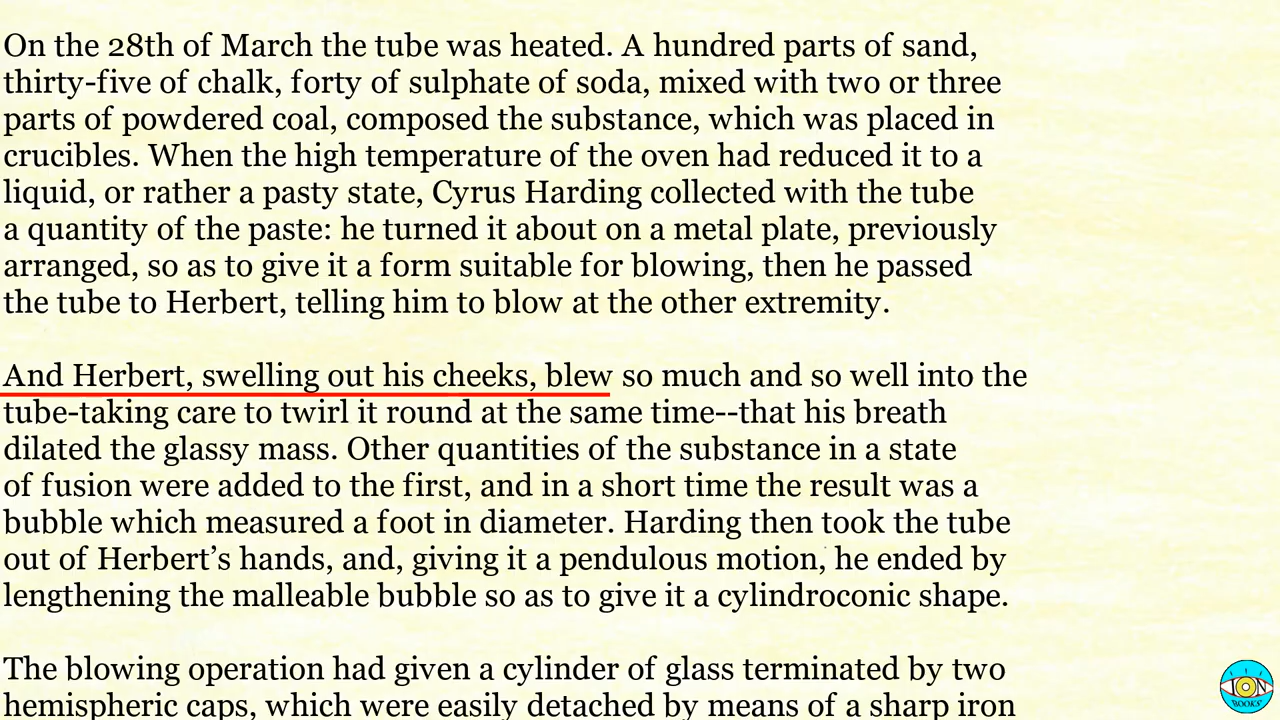 On the 28th of March the tube was heated. A hundred parts of sand,
thirty-five of chalk, forty of sulphate of soda, mixed with two or three
parts of powdered coal, composed the substance, which was placed in
crucibles. When the high temperature of the oven had reduced it to a
liquid, or rather a pasty state, Cyrus Harding collected with the tube
a quantity of the paste: he turned it about on a metal plate, previously
arranged, so as to give it a form suitable for blowing, then he passed
the tube to Herbert, telling him to blow at the other extremity.
And Herbert, swelling out his cheeks, blew so much and so well into the
tube-taking care to twirl it round at the same time--that his breath
dilated the glassy mass. Other quantities of the substance in a state
of fusion were added to the first, and in a short time the result was a
bubble which measured a foot in diameter. Harding then took the tube
out of Herbert’s hands, and, giving it a pendulous motion, he ended by
lengthening the malleable bubble so as to give it a cylindroconic shape.
The blowing operation had given a cylinder of glass terminated by two
hemispheric caps, which were easily detached by means of a sharp iron
ION
BOOKS